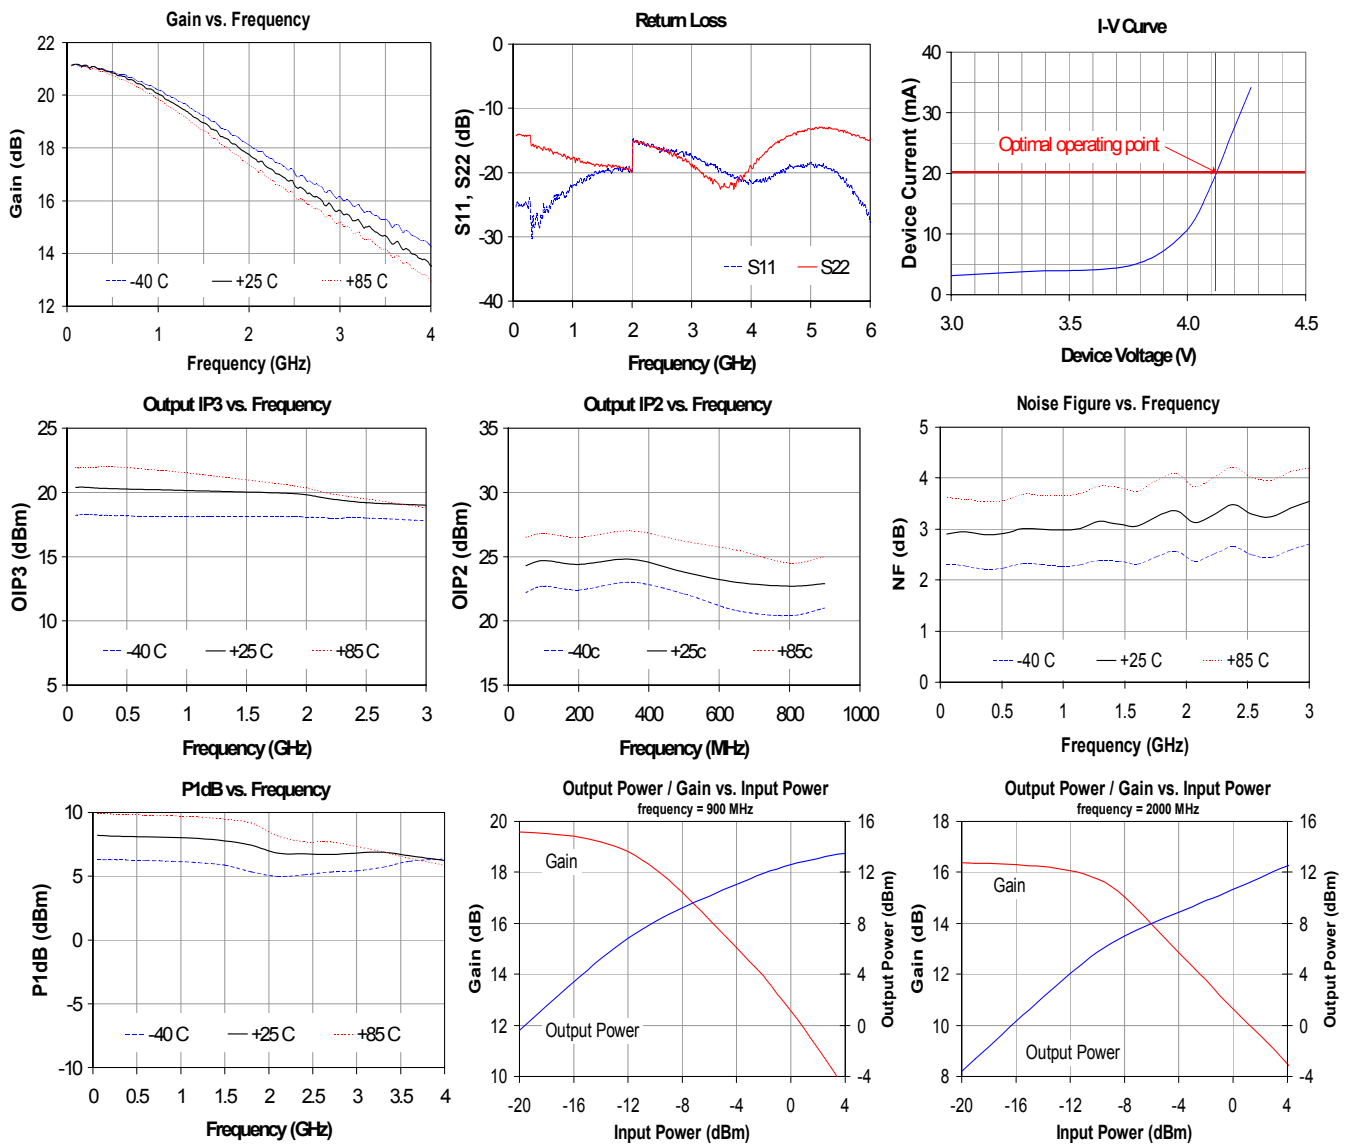 Gain vs. Frequency
Gain (dB)
22
20
18
16
14
12
-40 C
+25 C
+85 C
0
1
2
3
4
Frequency (GHz)
Return Loss
S11, S22 (dB)
0
-10
-20
-30
-40
S11
S22
0
1
2
3
4
5
6
Frequency (GHz)
I-V Curve
Device Current (mA)
40
30
20
10
0
Optimal operating point
3.0
3.5
4.0
4.5
Device Voltage (V)
Output IP3 vs. Frequency
OIP3 (dBm)
25
20
15
10
5
-40 C
+25 C
+85 C
0
0.5
1
1.5
2
2.5
3
Frequency (GHz)
Output IP2 vs. Frequency
OIP2 (dBm)
35
30
25
20
15
-40c
+25c
+85c
0
200
400
600
800
1000
Frequency (MHz)
Noise Figure vs. Frequency
NF (dB)
5
4
3
2
1
0
-40 C
+25 C
+85 C
0
0.5
1
1.5
2
2.5
3
Frequency (GHz)
P1dB vs. Frequency
P1dB (dBm)
10
5
0
-5
-10
-40 C
+25 C
+85 C
0
0.5
1
1.5
2
2.5
3
3.5
4
Frequency (GHz)
Output Power / Gain vs. Input Power
frequency = 900 MHz
Gain (dB)
20
18
16
14
12
10
Gain
Output Power
16
12
8
4
0
-4
Output Power (dBm)
-20
-16
-12
-8
-4
0
4
Input Power (dBm)
Output Power / Gain vs. Input Power
frequency = 2000 MHz
Gain (dB)
18
16
14
12
10
8
Gain
Output Power
16
12
8
4
0
-4
Output Power (dBm)
-20
-16
-12
-8
-4
0
4
Input Power (dBm)